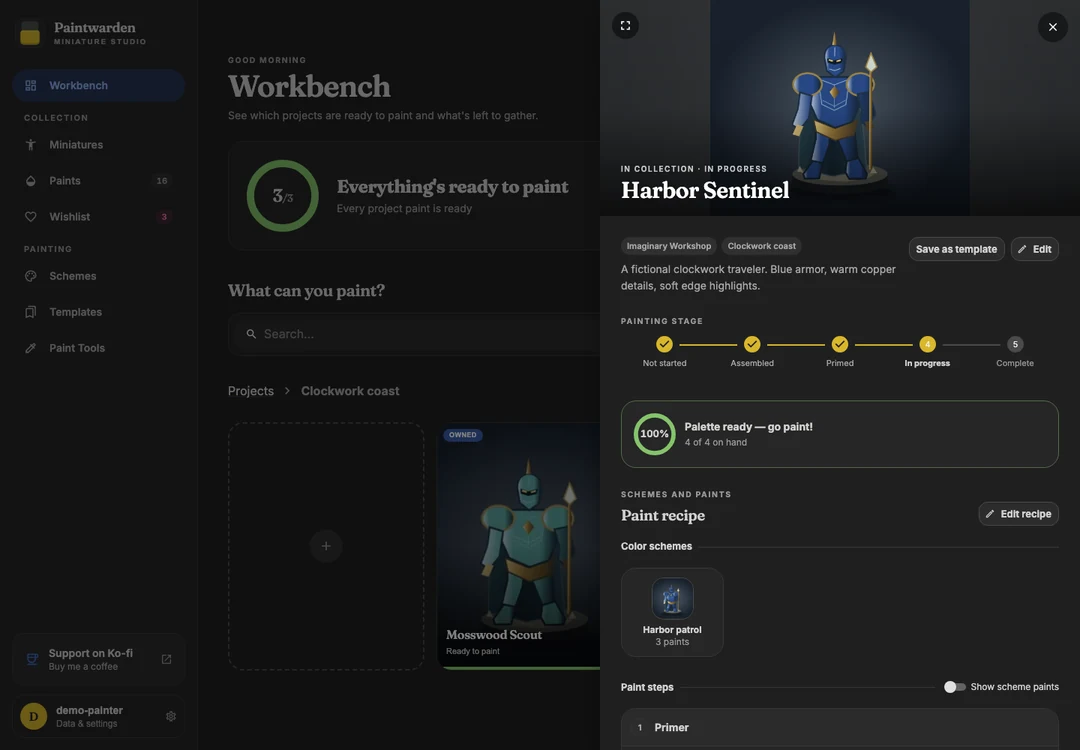 Paintwarden
MINIATURE STUDIO
Workbench
COLLECTION
Miniatures
Paints 16
Wishlist 3
PAINTING
Schemes
Templates
Paint Tools
Support on Ko-fi
Buy me a coffee
D
demo-painter
Data & settings
GOOD MORNING
Workbench
See which projects are ready to paint and what's left to gather.
3/3
Everything's ready to paint
Every project paint is ready
What can you paint?
Search...
Projects > Clockwork coast
OWNED
Mosswood Scout
Ready to paint
IN COLLECTION · IN PROGRESS
Harbor Sentinel
Imaginary Workshop Clockwork coast
Save as template Edit
A fictional clockwork traveler. Blue armor, warm copper
details, soft edge highlights.
PAINTING STAGE
4 5
Not started Assembled Primed In progress Complete
100%
Palette ready — go paint!
4 of 4 on hand
SCHEMES AND PAINTS
Paint recipe
Edit recipe
Color schemes
Harbor patrol
3 paints
Paint steps
Show scheme paints
1 Primer